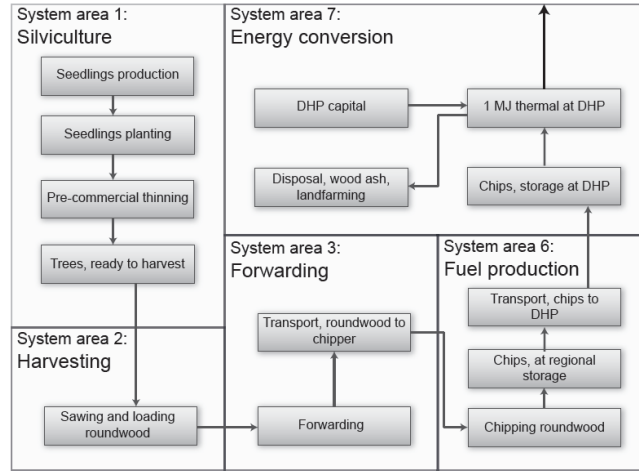 System area 1:
Silviculture
Seedlings production
Seedlings planting
Pre-commercial thinning
Trees, ready to harvest
System area 2:
Harvesting
Sawing and loading
roundwood
System area 3:
Forwarding
Transport, roundwood to
chipper
Forwarding
System area 6:
Fuel production
Transport, chips to
DHP
Chips, at regional
storage
Chipping roundwood
System area 7:
Energy conversion
DHP capital
1 MJ thermal at DHP
Disposal, wood ash,
landfarming
Chips, storage at DHP